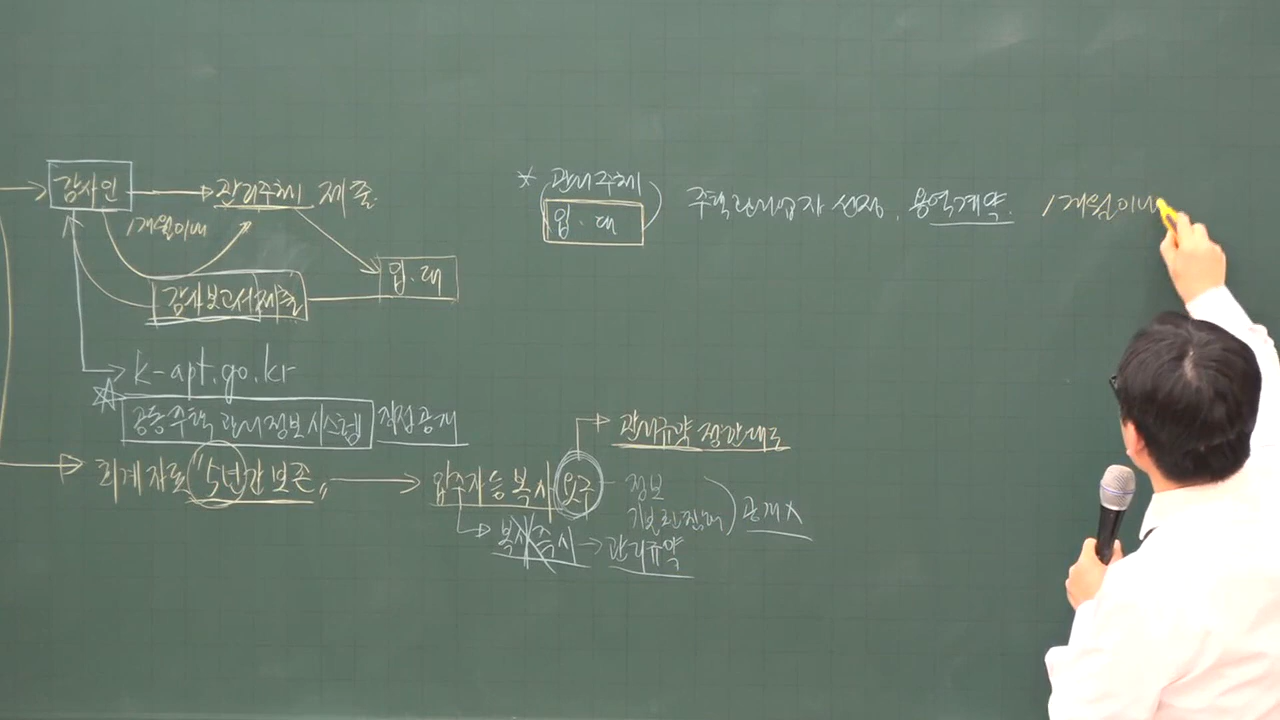 감사인 → 관리주체 제출
1개월이내
입·대
감사보고서제출
k-apt.go.kr
공동주택 관리정보시스템 직접공개
회계자료 "5년간 보존" → 입주자등 복사 요구
관리규약 정한대로
정보
공개X
복사즉시 → 관리규약
* 관리주체
입·대
주택관리업자 선정, 용역계약. 1개월이내